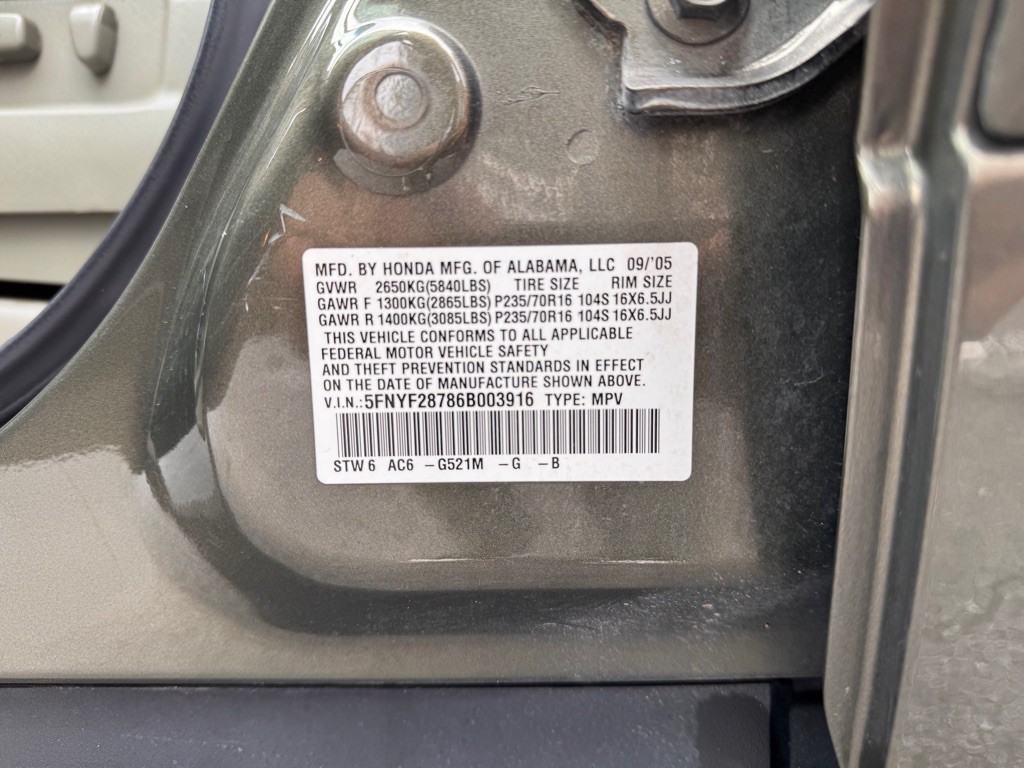 MFD. BY HONDA MFG. OF ALABAMA, LLC 09/'05
GVWR 2650KG(5840LBS) TIRE SIZE RIM SIZE
GAWR F 1300KG(2865LBS) P235/70R16 104S 16X6.5JJ
GAWR R 1400KG(3085LBS) P235/70R16 104S 16X6.5JJ
THIS VEHICLE CONFORMS TO ALL APPLICABLE
FEDERAL MOTOR VEHICLE SAFETY
AND THEFT PREVENTION STANDARDS IN EFFECT
ON THE DATE OF MANUFACTURE SHOWN ABOVE.
V.I.N.:5FNYF28786B003916 TYPE: MPV
STW6 AC6 -G521M -G -B